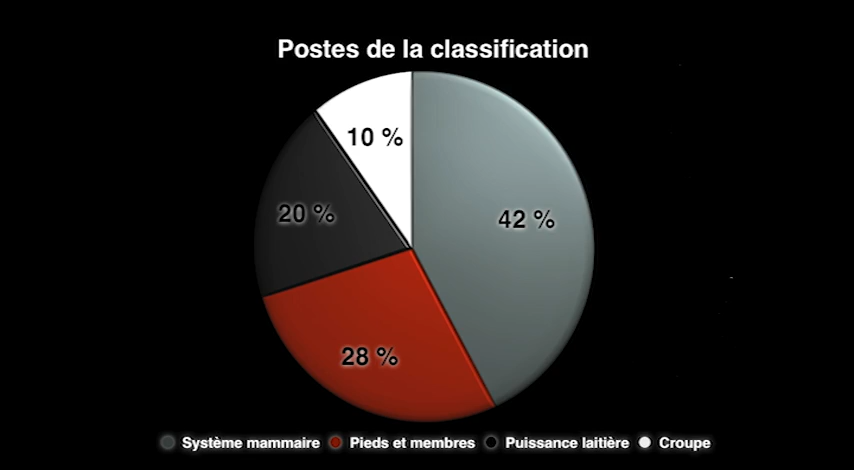 Postes de la classification
10 %
20 %
42 %
28 %
Système mammaire Pieds et membres Puissance laitière Croupe